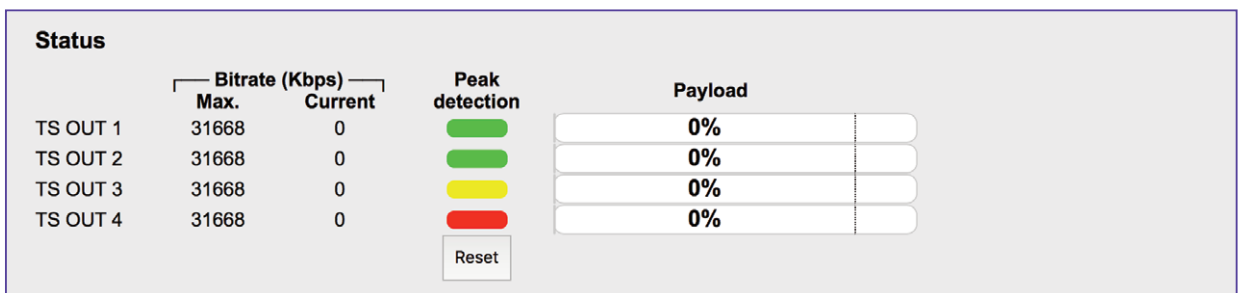 Status
Bitrate (Kbps) Peak
Max. Current detection Payload
TS OUT 1 31668 0 0%
TS OUT 2 31668 0 0%
TS OUT 3 31668 0 0%
TS OUT 4 31668 0 0%
Reset